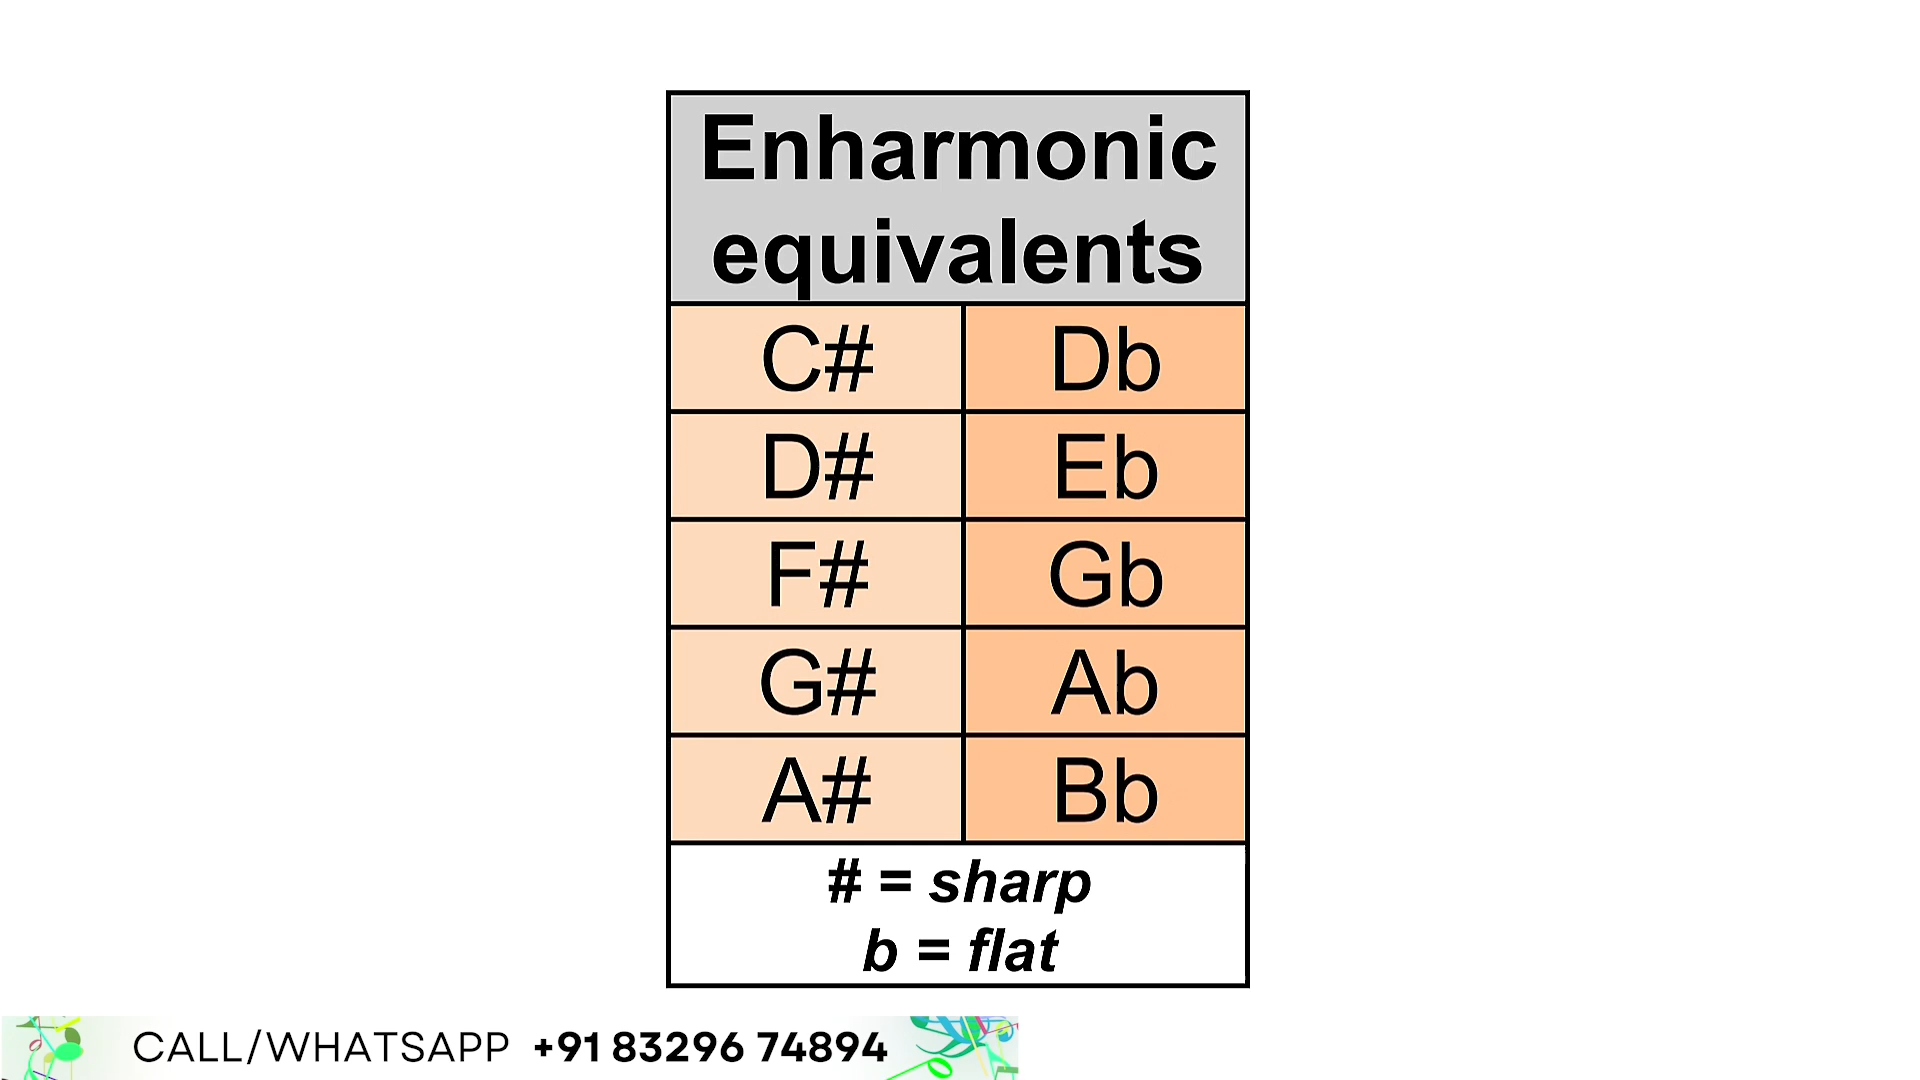 Enharmonic
equivalents
C# Db
D# Eb
F# Gb
G# Ab
A# Bb
# = sharp
b = flat
CALL/WHATSAPP +91 83296 74894